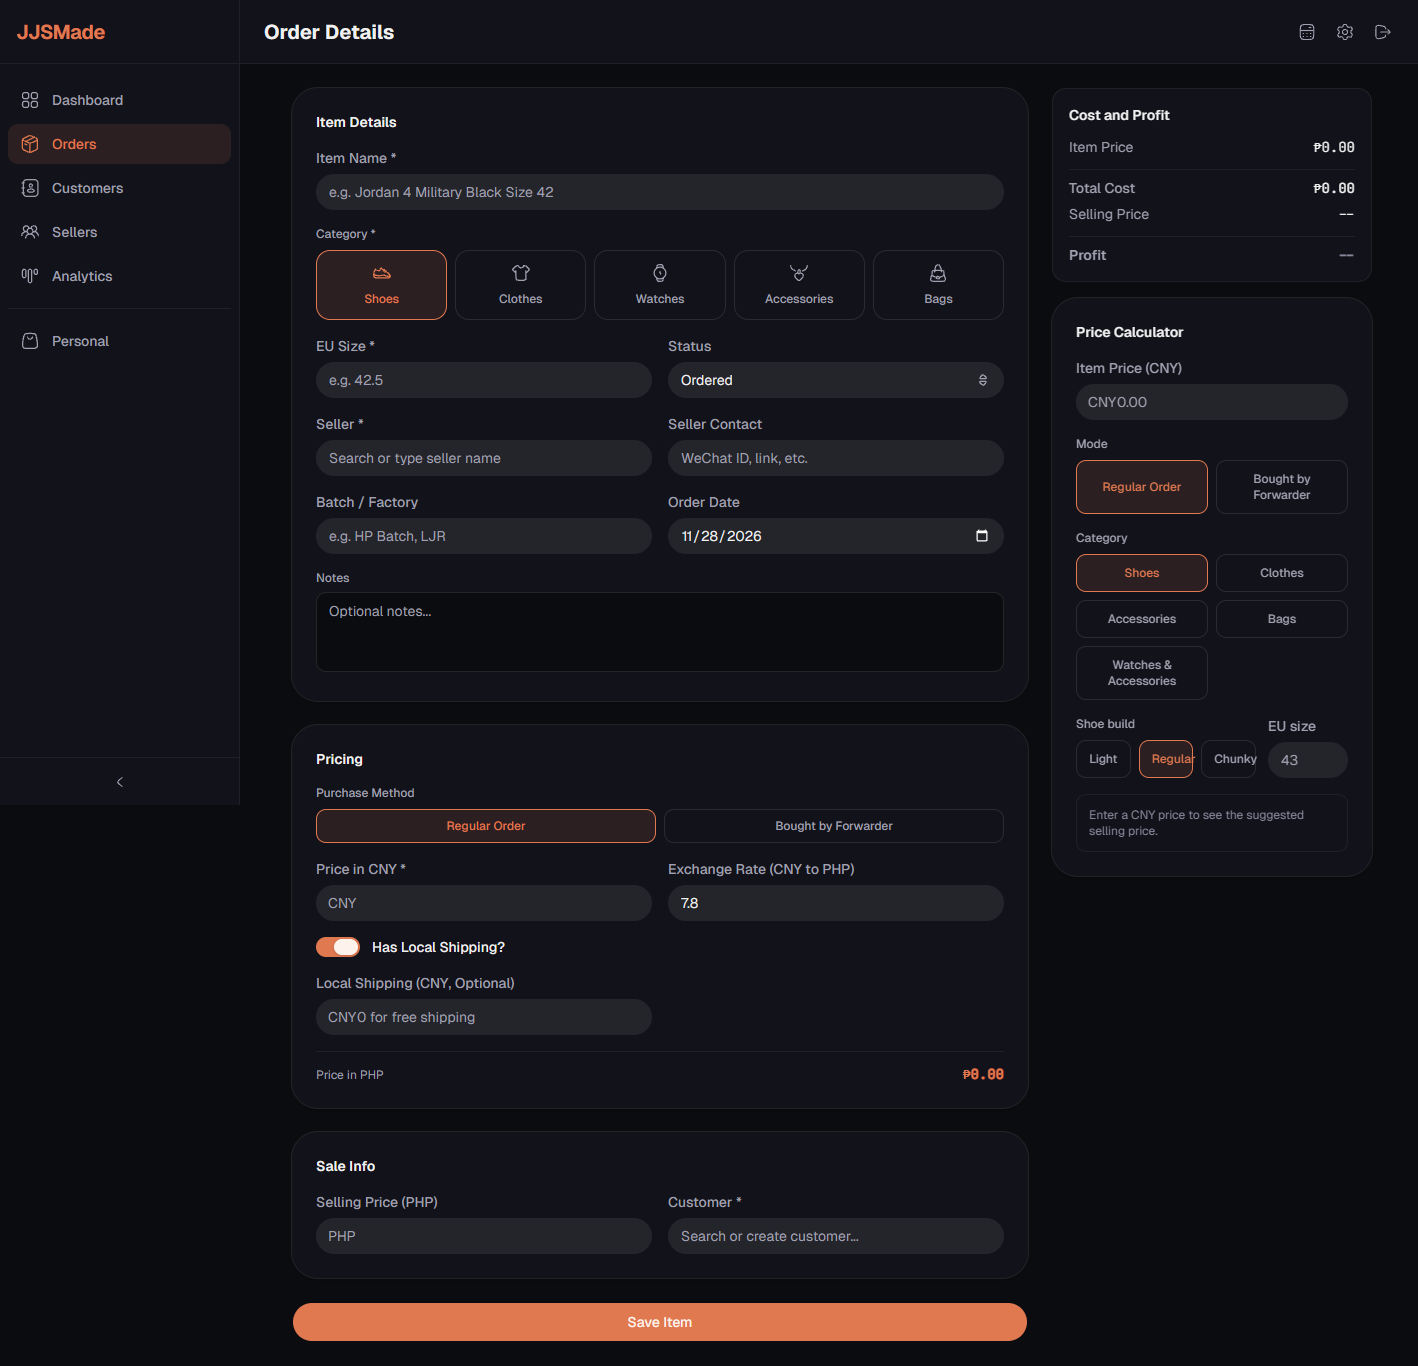 JJSMade
Order Details
Dashboard
Orders
Customers
Sellers
Analytics
Personal
Item Details
Item Name *
e.g. Jordan 4 Military Black Size 42
Category *
Shoes
Clothes
Watches
Accessories
Bags
EU Size *
Status
e.g. 42.5
Ordered
Seller *
Seller Contact
Search or type seller name
WeChat ID, link, etc.
Batch / Factory
Order Date
e.g. HP Batch, LJR
11/28/2026
Notes
Optional notes...
Pricing
Purchase Method
Regular Order
Bought by Forwarder
Price in CNY *
Exchange Rate (CNY to PHP)
CNY
7.8
Has Local Shipping?
Local Shipping (CNY, Optional)
CNY0 for free shipping
Price in PHP
₱0.00
Sale Info
Selling Price (PHP)
Customer *
PHP
Search or create customer...
Save Item
Cost and Profit
Item Price
₱0.00
Total Cost
₱0.00
Selling Price
--
Profit
--
Price Calculator
Item Price (CNY)
CNY0.00
Mode
Regular Order
Bought by
Forwarder
Category
Shoes
Clothes
Accessories
Bags
Watches &
Accessories
Shoe build
EU size
Light
Regular
Chunky
43
Enter a CNY price to see the suggested
selling price.